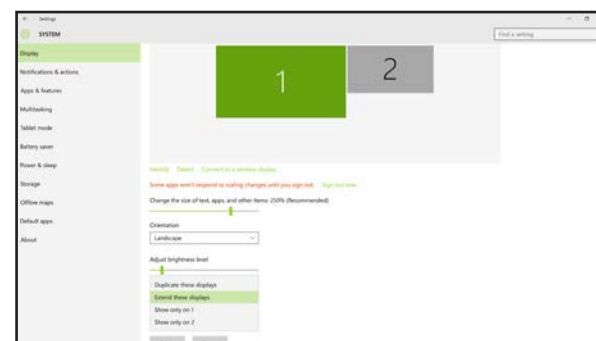 Settings
SYSTEM
Find a setting
Display
Notifications & actions
Apps & features
Multitasking
Tablet mode
Battery saver
Power & sleep
Storage
Offline maps
Default apps
About
1
2
Identify Detect Connect to a wireless display
Some apps won't respond to scaling changes until you sign out. Sign out now
Change the size of text, apps, and other items: 250% (Recommended)
Orientation
Landscape
Adjust brightness level
Duplicate these displays
Extend these displays
Show only on 1
Show only on 2